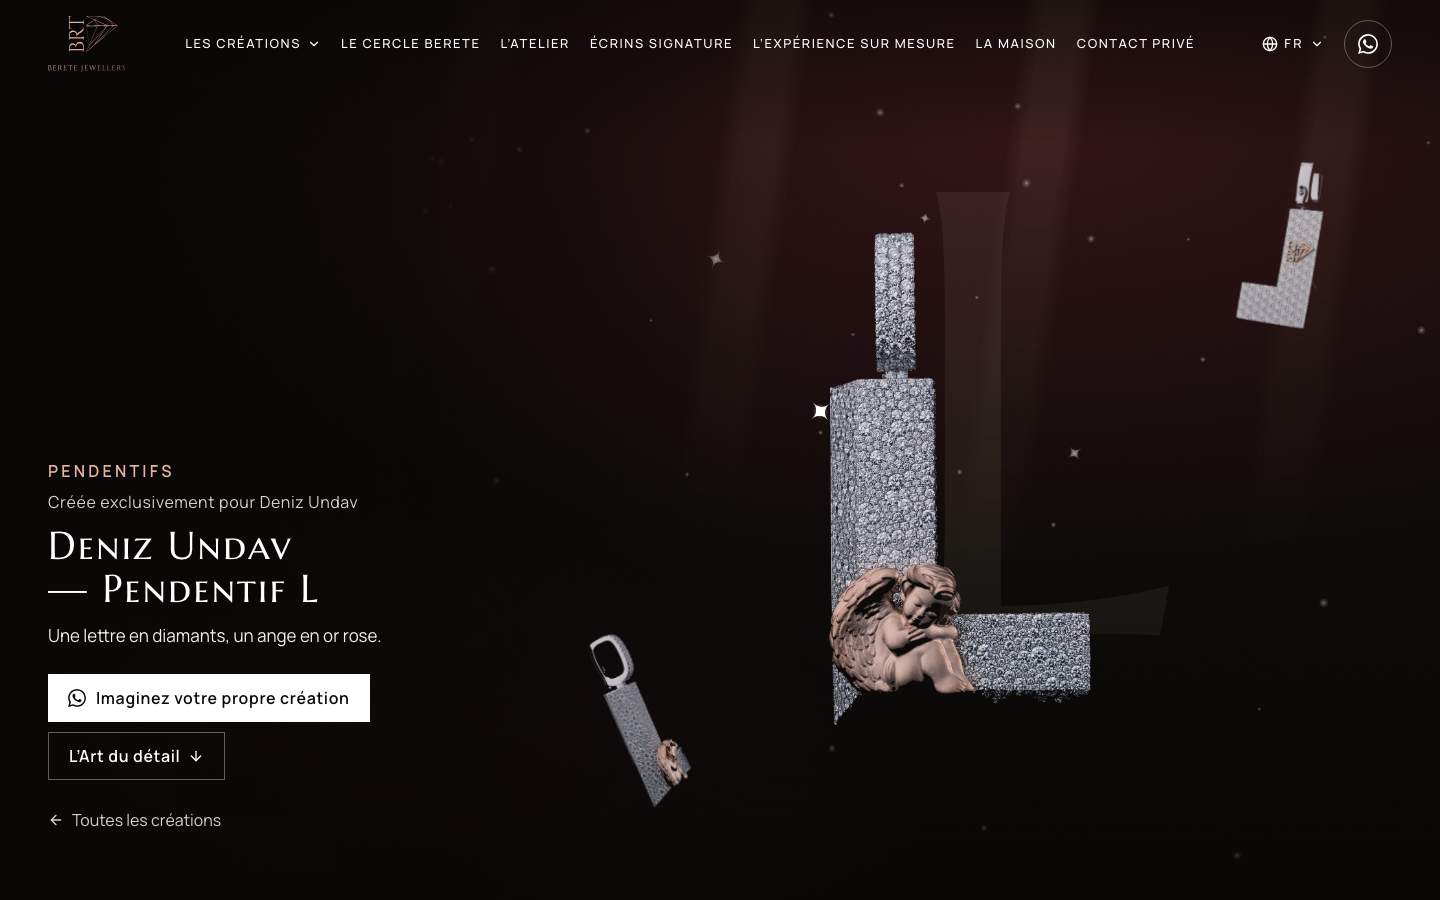 BRT
BERETE JEWELLERS
LES CRÉATIONS
LE CERCLE BERETE
L'ATELIER
ÉCRINS SIGNATURE
L'EXPÉRIENCE SUR MESURE
LA MAISON
CONTACT PRIVÉ
FR
PENDENTIFS
Créée exclusivement pour Deniz Undav
Deniz Undav
— Pendentif L
Une lettre en diamants, un ange en or rose.
Imaginez votre propre création
L'Art du détail ↓
← Toutes les créations